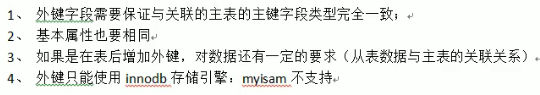 1、 外键字段需要保证与关联的主表的主键字段类型完全一致；
2、 基本属性也要相同
3、 如果是在表后增加外键，对数据还有一定的要求（从表数据与主表的关联关系）
4、 外键只能使用 innodb 存储引擎：myisam 不支持